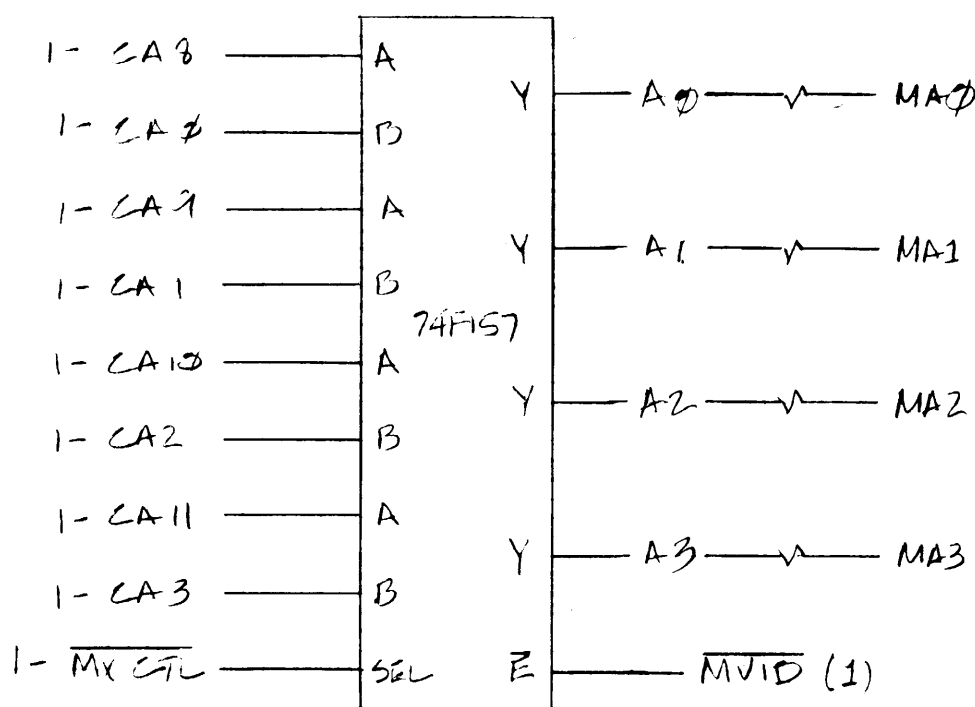 1- CA8 A
Y A0 MA0
1- CA0 B
1- CA9 A
Y A1 MA1
1- CA1 B
74F157
1- CA10 A
Y A2 MA2
1- CA2 B
1- CA11 A
Y A3 MA3
1- CA3 B
1- MX CTL SEL E MVID (1)